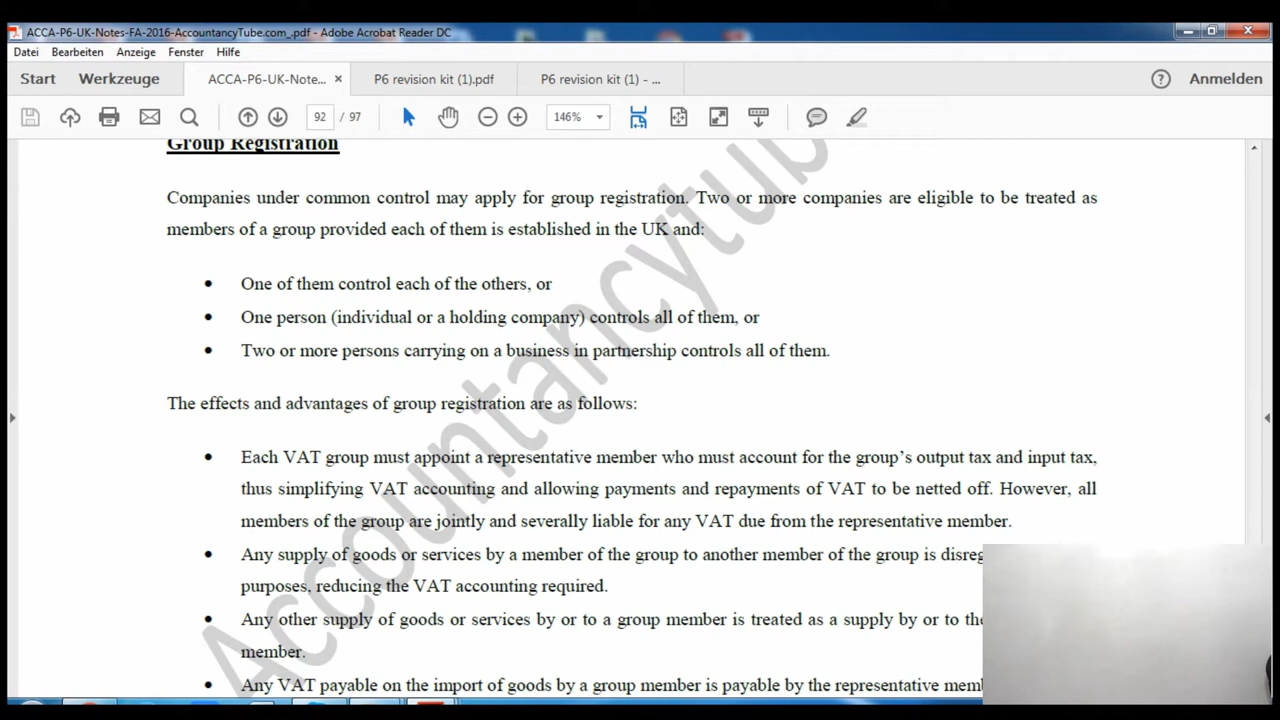 ACCA-P6-UK-Notes-FA-2016-AccountancyTube.com_.pdf - Adobe Acrobat Reader DC
Datei Bearbeiten Anzeige Fenster Hilfe
Start Werkzeuge ACCA-P6-UK-Note... × P6 revision kit (1).pdf P6 revision kit (1) - ... Anmelden
92 / 97 146%
Group Registration
Companies under common control may apply for group registration. Two or more companies are eligible to be treated as
members of a group provided each of them is established in the UK and:
• One of them control each of the others, or
• One person (individual or a holding company) controls all of them, or
• Two or more persons carrying on a business in partnership controls all of them.
The effects and advantages of group registration are as follows:
• Each VAT group must appoint a representative member who must account for the group's output tax and input tax,
thus simplifying VAT accounting and allowing payments and repayments of VAT to be netted off. However, all
members of the group are jointly and severally liable for any VAT due from the representative member.
• Any supply of goods or services by a member of the group to another member of the group is
purposes, reducing the VAT accounting required.
• Any other supply of goods or services by or to a group member is treated as a supply by or to
member.
• Any VAT payable on the import of goods by a group member is payable by the representative
Accountancytub